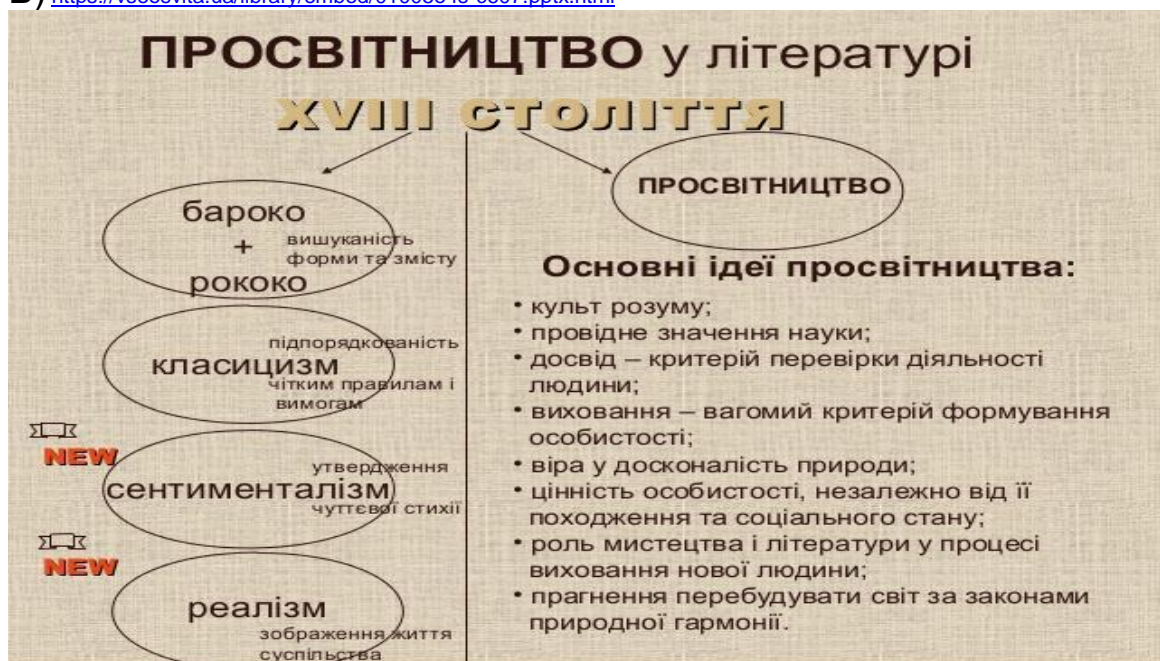 ПРОСВІТНИЦТВО у літературі
XVIII століття
бароко
+
рококо
вишуканість
форми та змісту
підпорядкованість
класицизм
чітким правилам і
вимогам
NEW
утвердження
сентименталізм
чуттєвої стихії
NEW
реалізм
зображення життя
суспільства
ПРОСВІТНИЦТВО
Основні ідеї просвітництва:
• культ розуму;
• провідне значення науки;
• досвід – критерій перевірки діяльності
людини;
• виховання – вагомий критерій формування
особистості;
• віра у досконалість природи;
• цінність особистості, незалежно від її
походження та соціального стану;
• роль мистецтва і літератури у процесі
виховання нової людини;
• прагнення перебудувати світ за законами
природної гармонії.